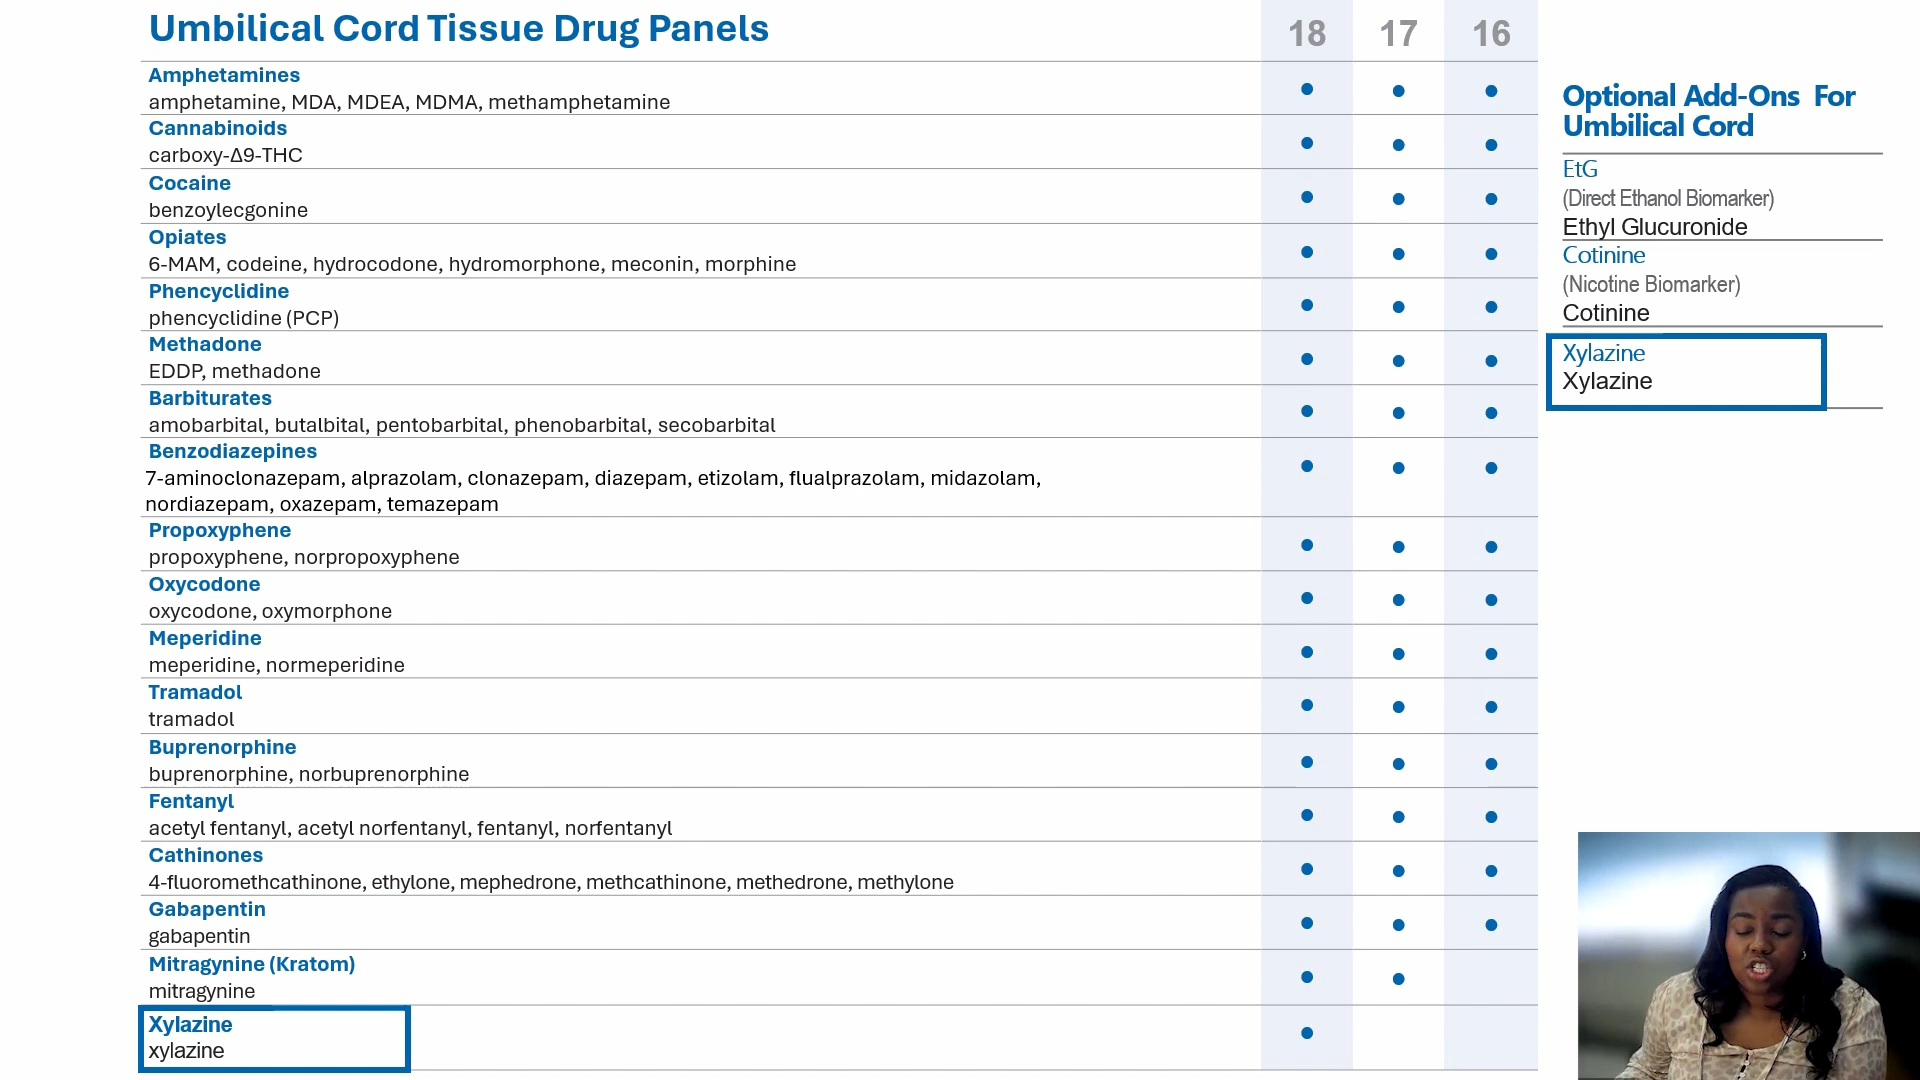 Umbilical Cord Tissue Drug Panels
18 17 16
Amphetamines
amphetamine, MDA, MDEA, MDMA, methamphetamine
Cannabinoids
carboxy-Δ9-THC
Cocaine
benzoylecgonine
Opiates
6-MAM, codeine, hydrocodone, hydromorphone, meconin, morphine
Phencyclidine
phencyclidine (PCP)
Methadone
EDDP, methadone
Barbiturates
amobarbital, butalbital, pentobarbital, phenobarbital, secobarbital
Benzodiazepines
7-aminoclonazepam, alprazolam, clonazepam, diazepam, etizolam, flualprazolam, midazolam,
nordiazepam, oxazepam, temazepam
Propoxyphene
propoxyphene, norpropoxyphene
Oxycodone
oxycodone, oxymorphone
Meperidine
meperidine, normeperidine
Tramadol
tramadol
Buprenorphine
buprenorphine, norbuprenorphine
Fentanyl
acetyl fentanyl, acetyl norfentanyl, fentanyl, norfentanyl
Cathinones
4-fluoromethcathinone, ethylone, mephedrone, methcathinone, methedrone, methylone
Gabapentin
gabapentin
Mitragynine (Kratom)
mitragynine
Xylazine
xylazine
Optional Add-Ons For
Umbilical Cord
EtG
(Direct Ethanol Biomarker)
Ethyl Glucuronide
Cotinine
(Nicotine Biomarker)
Cotinine
Xylazine
Xylazine